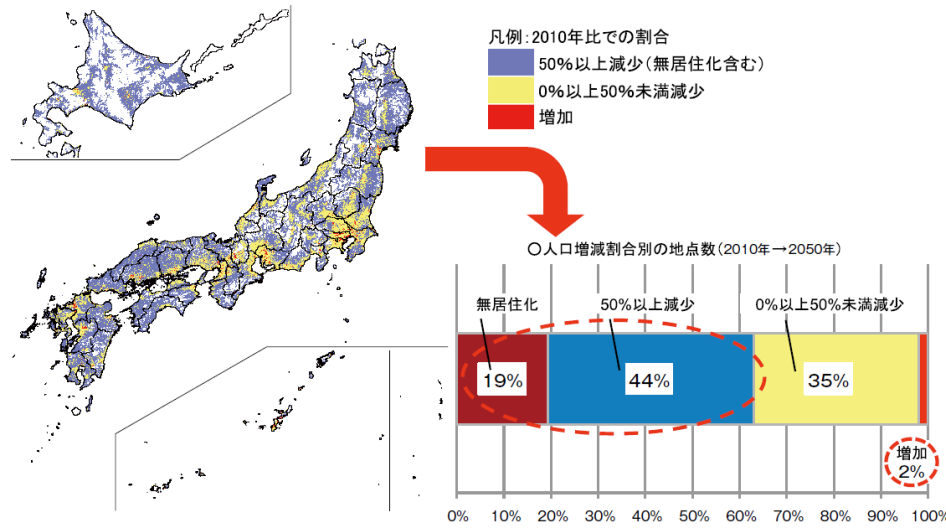 凡例:2010年比での割合
50%以上減少(無居住化含む)
0%以上50%未満減少
増加
○人口増減割合別の地点数(2010年→2050年)
無居住化
50%以上減少
0%以上50%未満減少
19%
44%
35%
増加
2%
0% 10% 20% 30% 40% 50% 60% 70% 80% 90% 100%